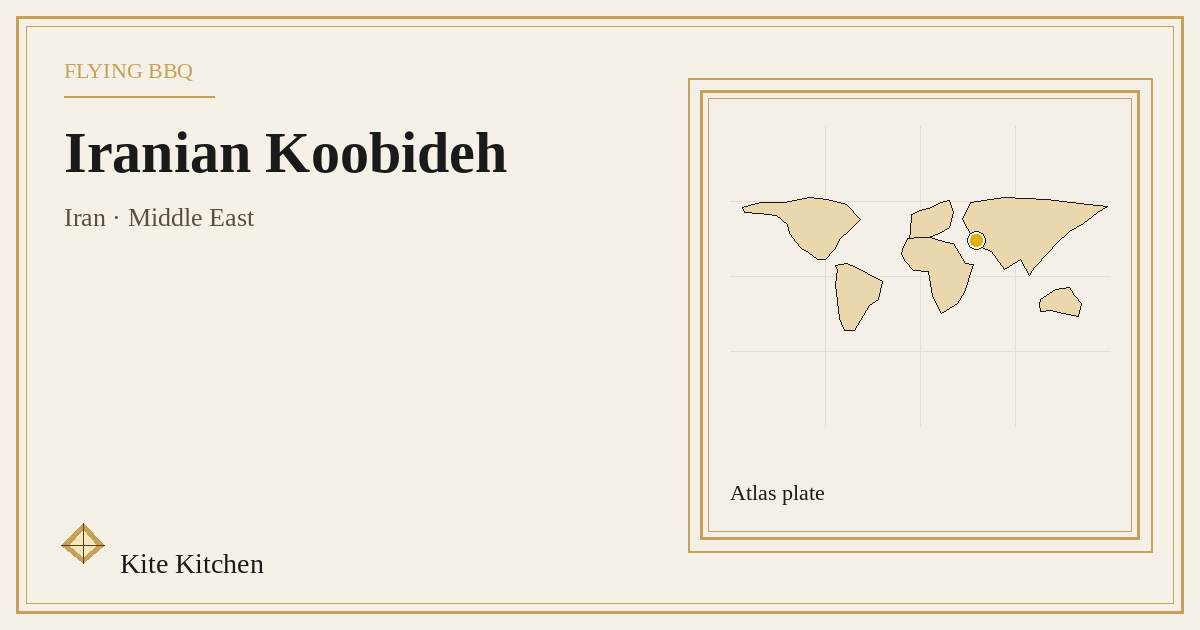 FLYING BBQ
Iranian Koobideh
Iran · Middle East
Atlas plate
Kite Kitchen